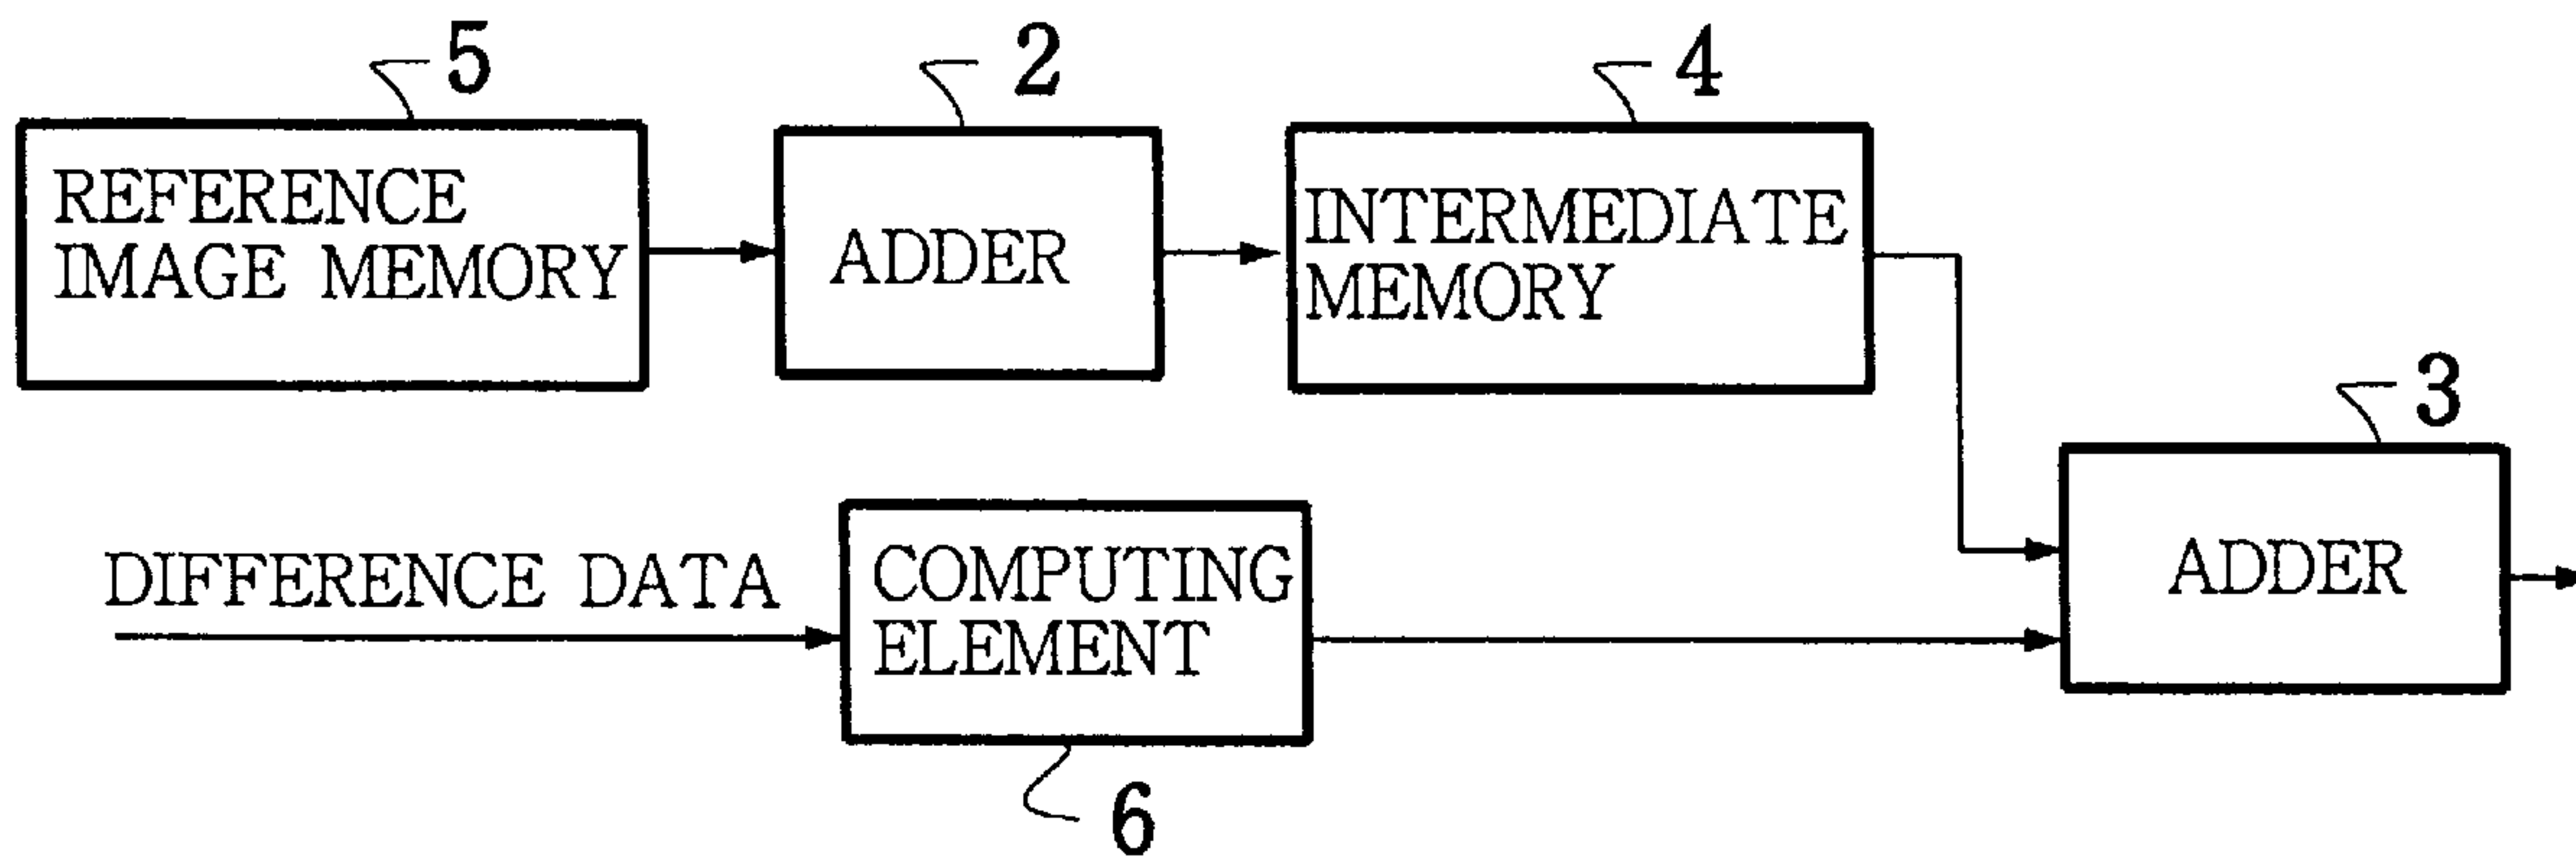 5
2
4
REFERENCE
IMAGE MEMORY
ADDER
INTERMEDIATE
MEMORY
3
DIFFERENCE DATA
COMPUTING
ELEMENT
ADDER
6